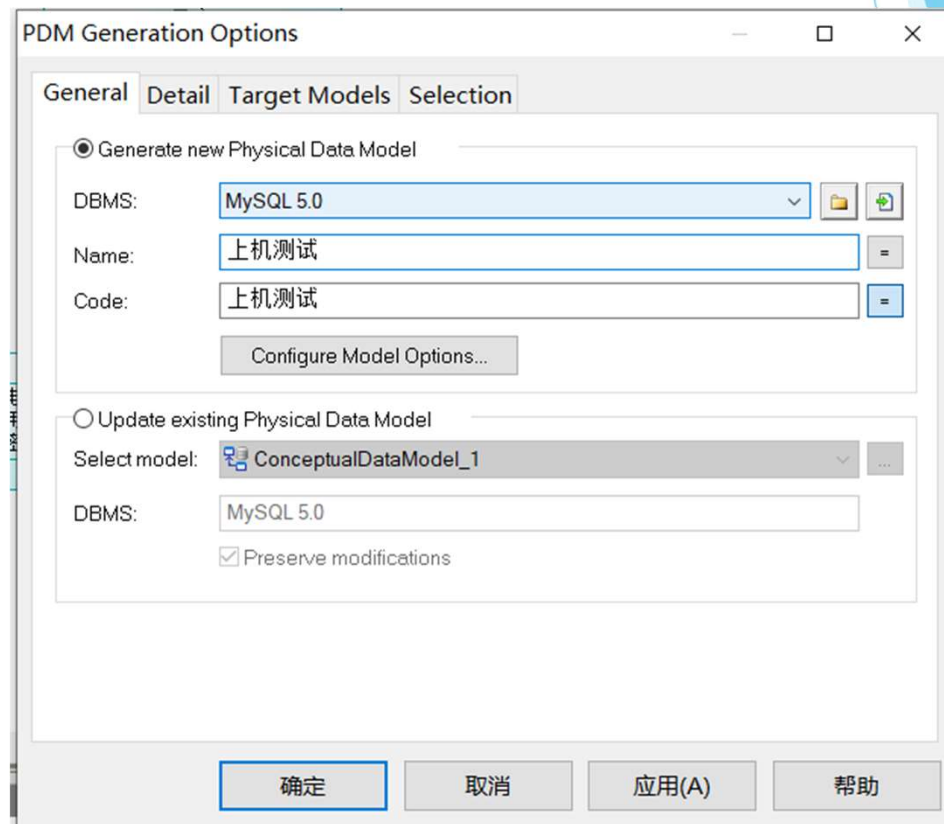 PDM Generation Options
General Detail Target Models Selection
Generate new Physical Data Model
DBMS: MySQL 5.0
Name: 上机测试 =
Code: 上机测试 =
Configure Model Options...
Update existing Physical Data Model
Select model: ConceptualDataModel_1 ...
DBMS: MySQL 5.0
Preserve modifications
确定 取消 应用(A) 帮助